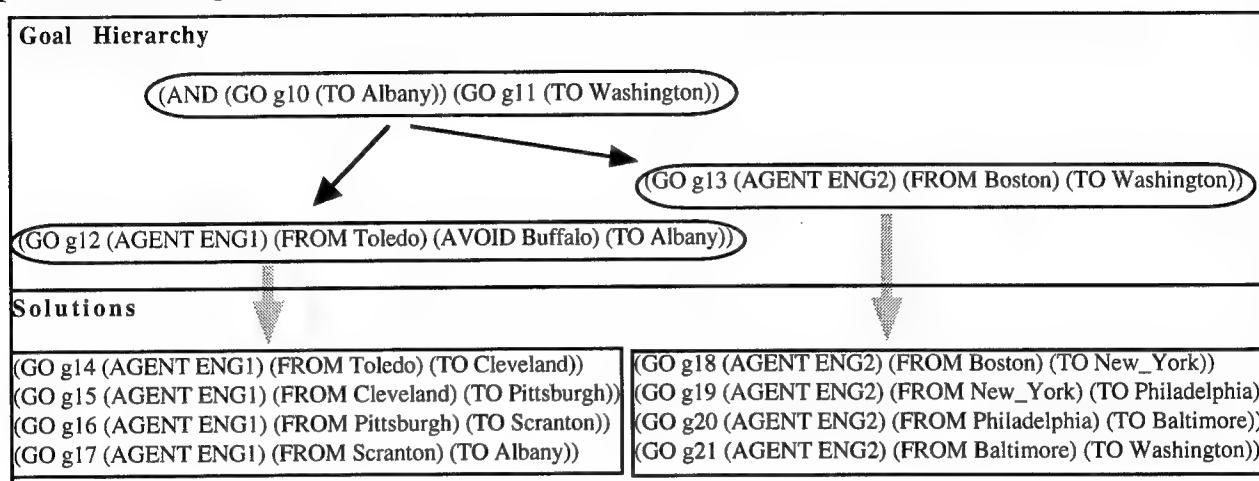 Goal Hierarchy
(AND (GO g10 (TO Albany)) (GO g11 (TO Washington))
(GO g13 (AGENT ENG2) (FROM Boston) (TO Washington))
(GO g12 (AGENT ENG1) (FROM Toledo) (AVOID Buffalo) (TO Albany))
Solutions
(GO g14 (AGENT ENG1) (FROM Toledo) (TO Cleveland))
(GO g15 (AGENT ENG1) (FROM Cleveland) (TO Pittsburgh))
(GO g16 (AGENT ENG1) (FROM Pittsburgh) (TO Scranton))
(GO g17 (AGENT ENG1) (FROM Scranton) (TO Albany))
(GO g18 (AGENT ENG2) (FROM Boston) (TO New_York))
(GO g19 (AGENT ENG2) (FROM New_York) (TO Philadelphia)
(GO g20 (AGENT ENG2) (FROM Philadelphia) (TO Baltimore))
(GO g21 (AGENT ENG2) (FROM Baltimore) (TO Washington))